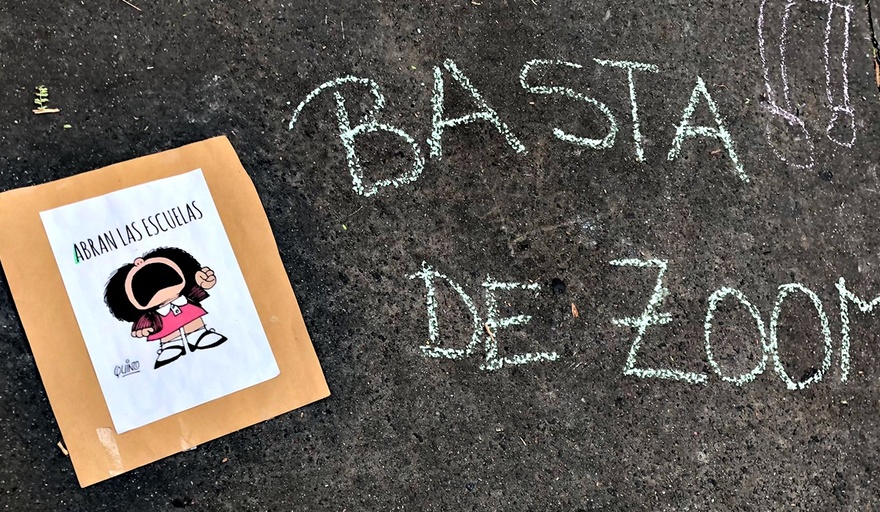 ABRAN LAS ESCUELAS
QUINO
BASTA !!
DE ZOOM